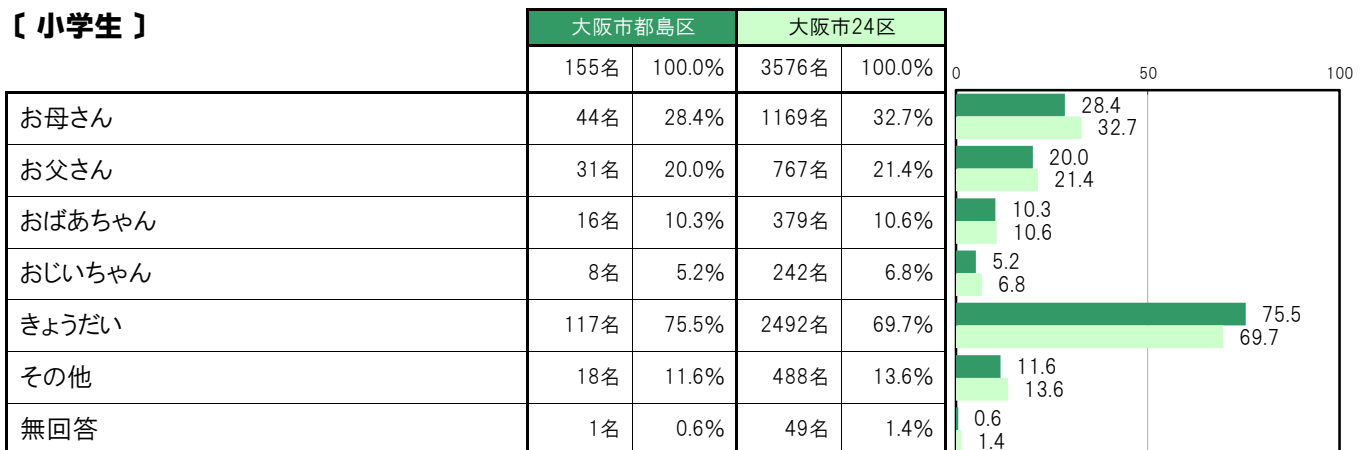 〔 小学生 〕
大阪市都島区 大阪市24区
155名 100.0% 3576名 100.0%
0 50 100
お母さん 44名 28.4% 1169名 32.7%
28.4
32.7
お父さん 31名 20.0% 767名 21.4%
20.0
21.4
おばあちゃん 16名 10.3% 379名 10.6%
10.3
10.6
おじいちゃん 8名 5.2% 242名 6.8%
5.2
6.8
きょうだい 117名 75.5% 2492名 69.7%
75.5
69.7
その他 18名 11.6% 488名 13.6%
11.6
13.6
無回答 1名 0.6% 49名 1.4%
0.6
1.4